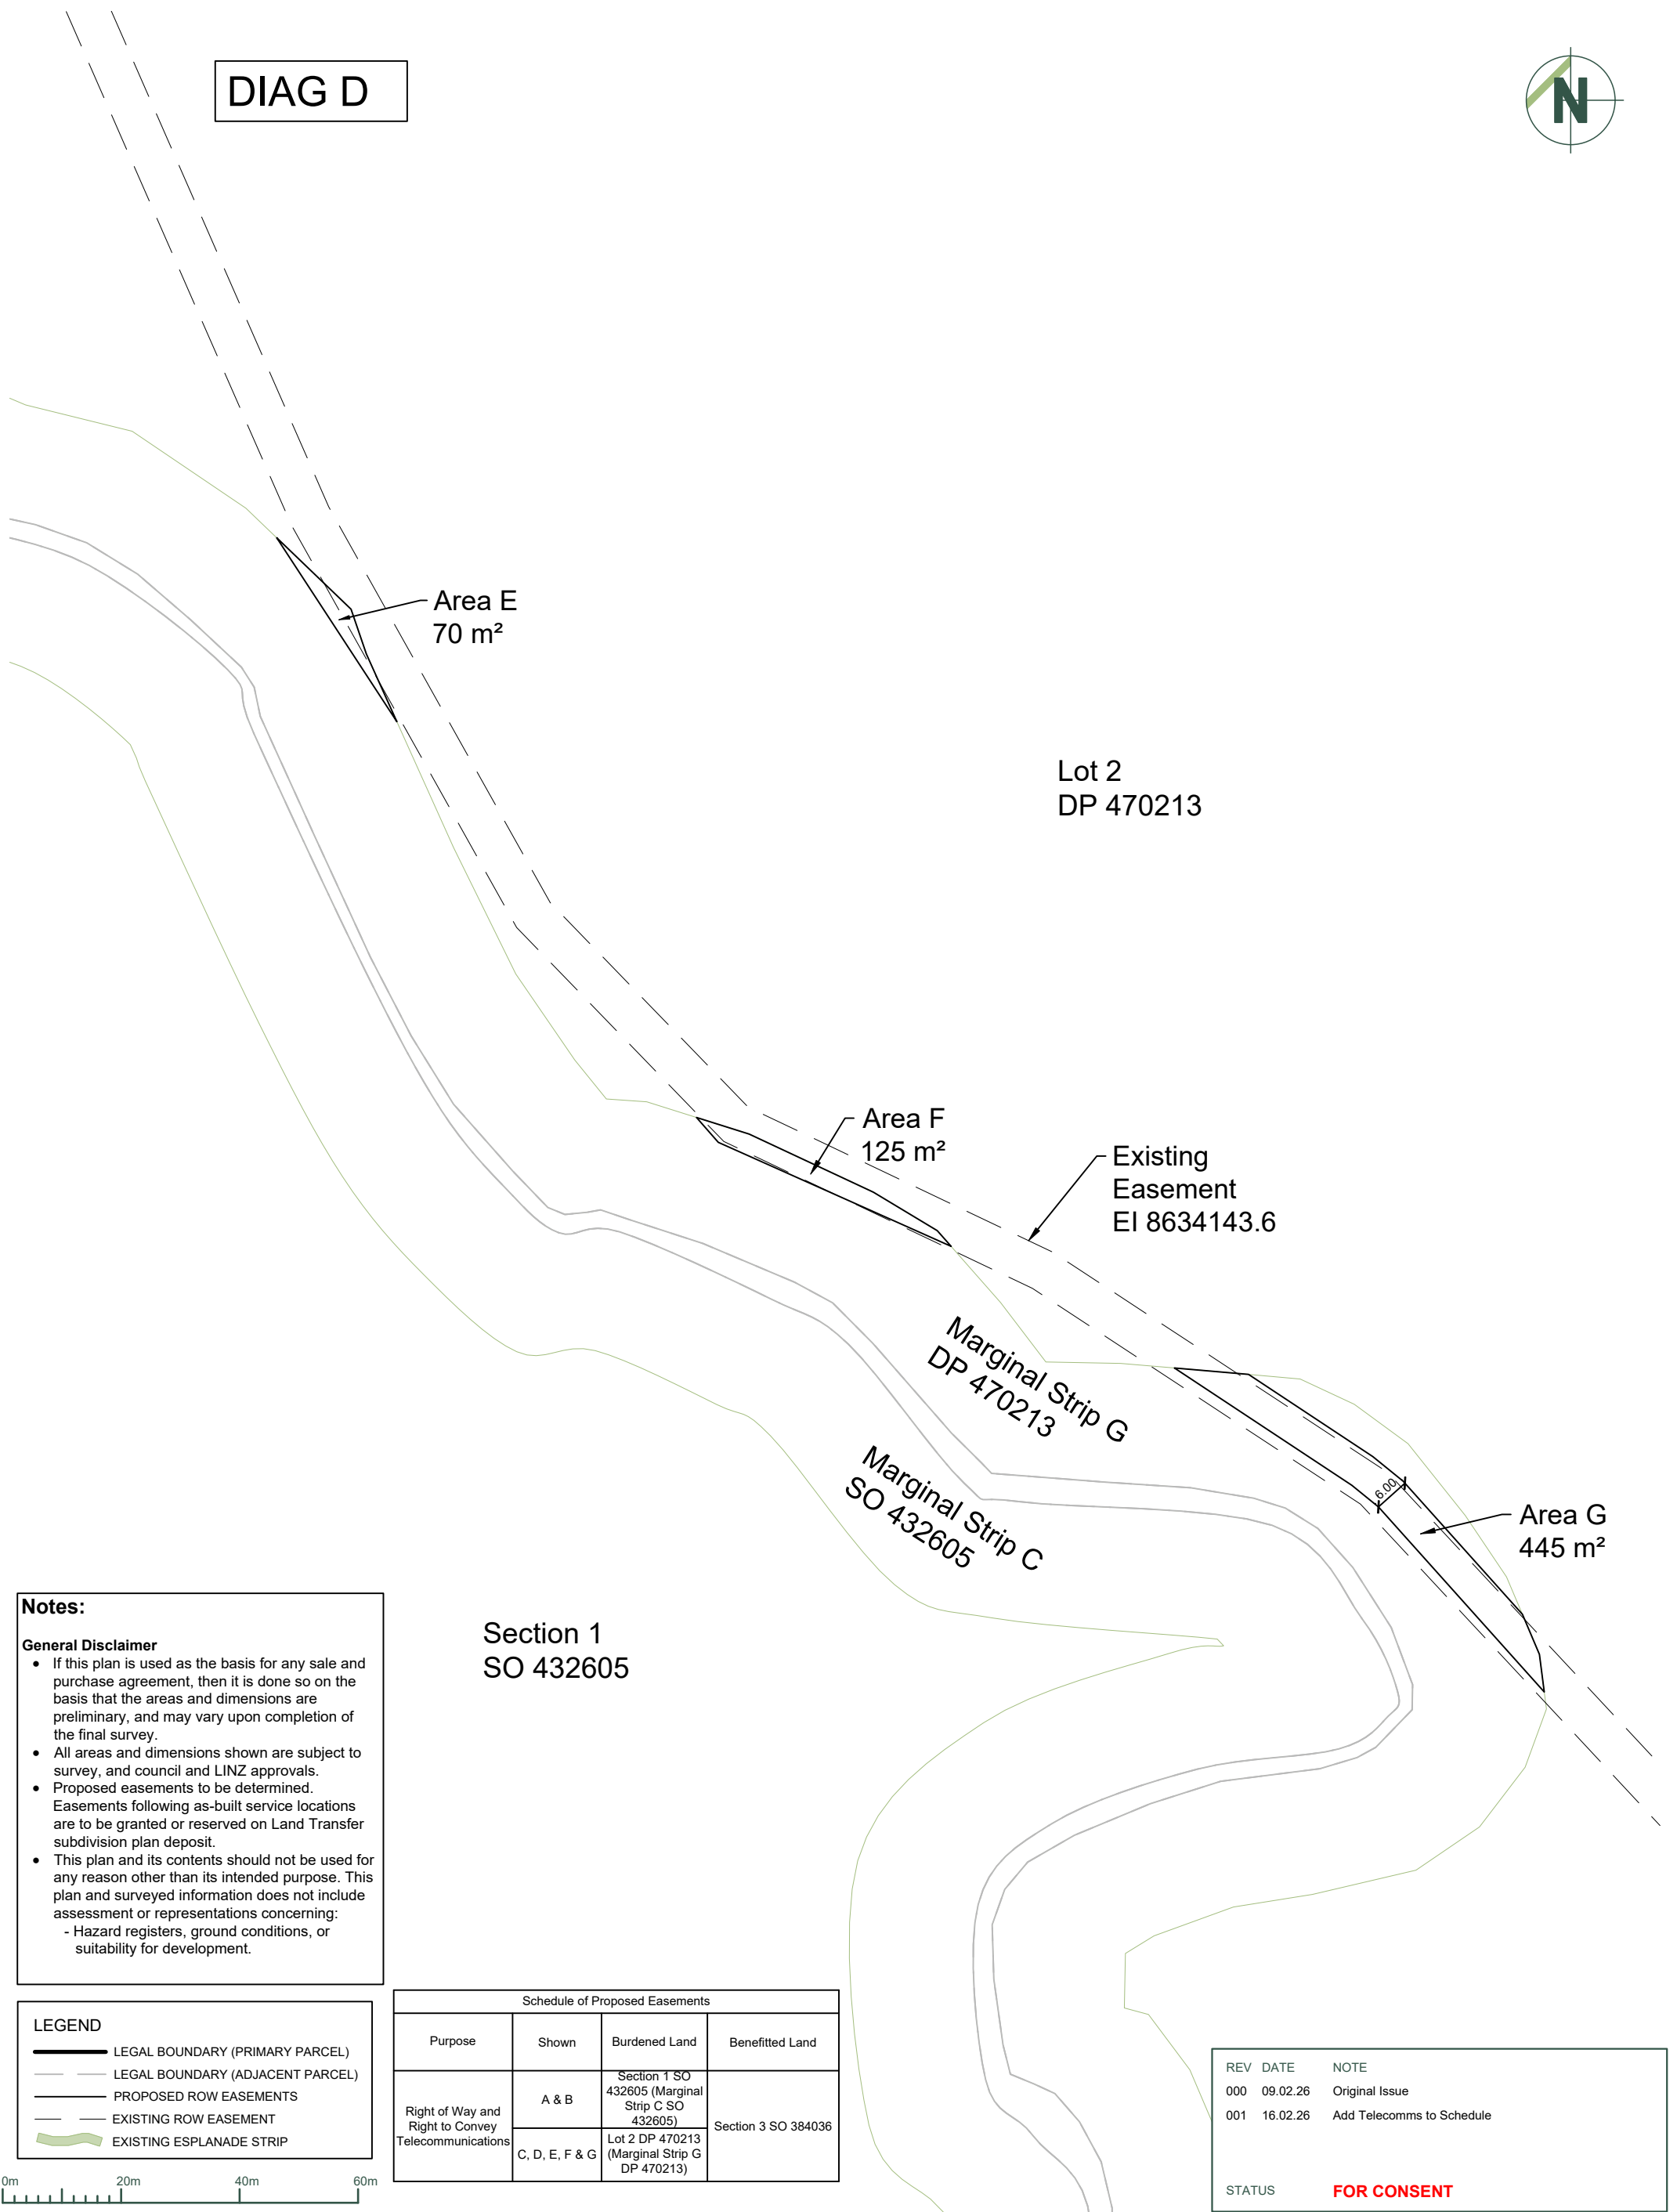 DIAG D
N
Area E
70 m²
Lot 2
DP 470213
Area F
125 m²
Existing
Easement
EI 8634143.6
Marginal Strip G
DP 470213
Marginal Strip C
SO 432605
6.00
Area G
445 m²
Section 1
SO 432605
Notes:
General Disclaimer
• If this plan is used as the basis for any sale and
purchase agreement, then it is done so on the
basis that the areas and dimensions are
preliminary, and may vary upon completion of
the final survey.
• All areas and dimensions shown are subject to
survey, and council and LINZ approvals.
• Proposed easements to be determined.
Easements following as-built service locations
are to be granted or reserved on Land Transfer
subdivision plan deposit.
• This plan and its contents should not be used for
any reason other than its intended purpose. This
plan and surveyed information does not include
assessment or representations concerning:
- Hazard registers, ground conditions, or
suitability for development.
LEGEND
LEGAL BOUNDARY (PRIMARY PARCEL)
LEGAL BOUNDARY (ADJACENT PARCEL)
PROPOSED ROW EASEMENTS
EXISTING ROW EASEMENT
EXISTING ESPLANADE STRIP
0m 20m 40m 60m
Schedule of Proposed Easements
Purpose Shown Burdened Land Benefitted Land
Right of Way and
Right to Convey
Telecommunications
A & B
Section 1 SO
432605 (Marginal
Strip C SO
432605)
C, D, E, F & G
Lot 2 DP 470213
(Marginal Strip G
DP 470213)
Section 3 SO 384036
REV DATE NOTE
000 09.02.26 Original Issue
001 16.02.26 Add Telecomms to Schedule
STATUS FOR CONSENT